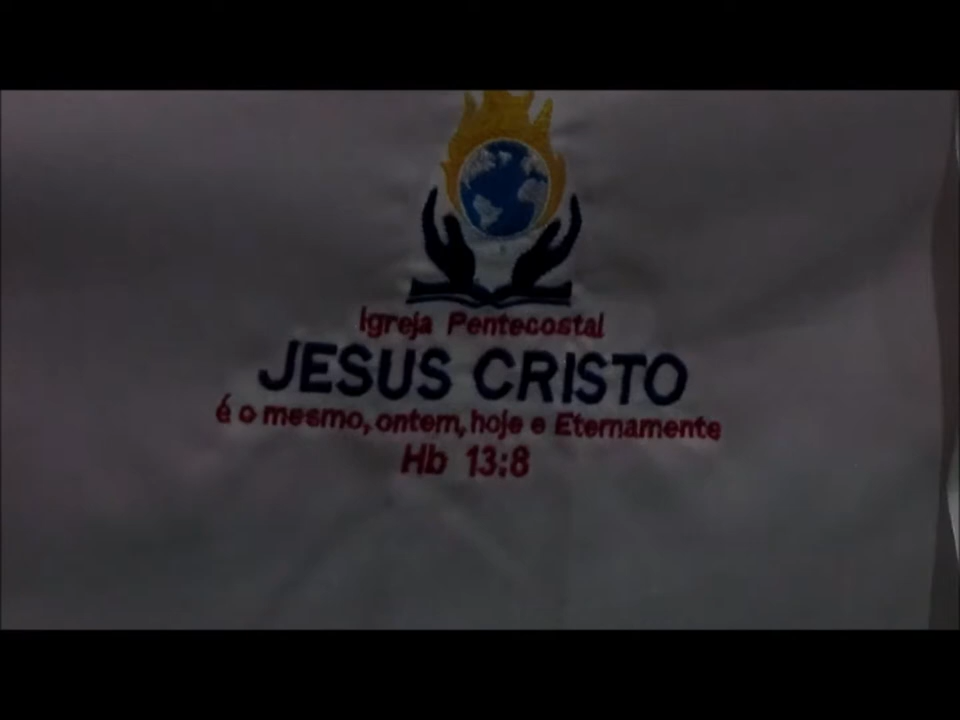 Igreja Pentecostal
JESUS CRISTO
é o mesmo, ontem, hoje e Eternamente
Hb 13:8